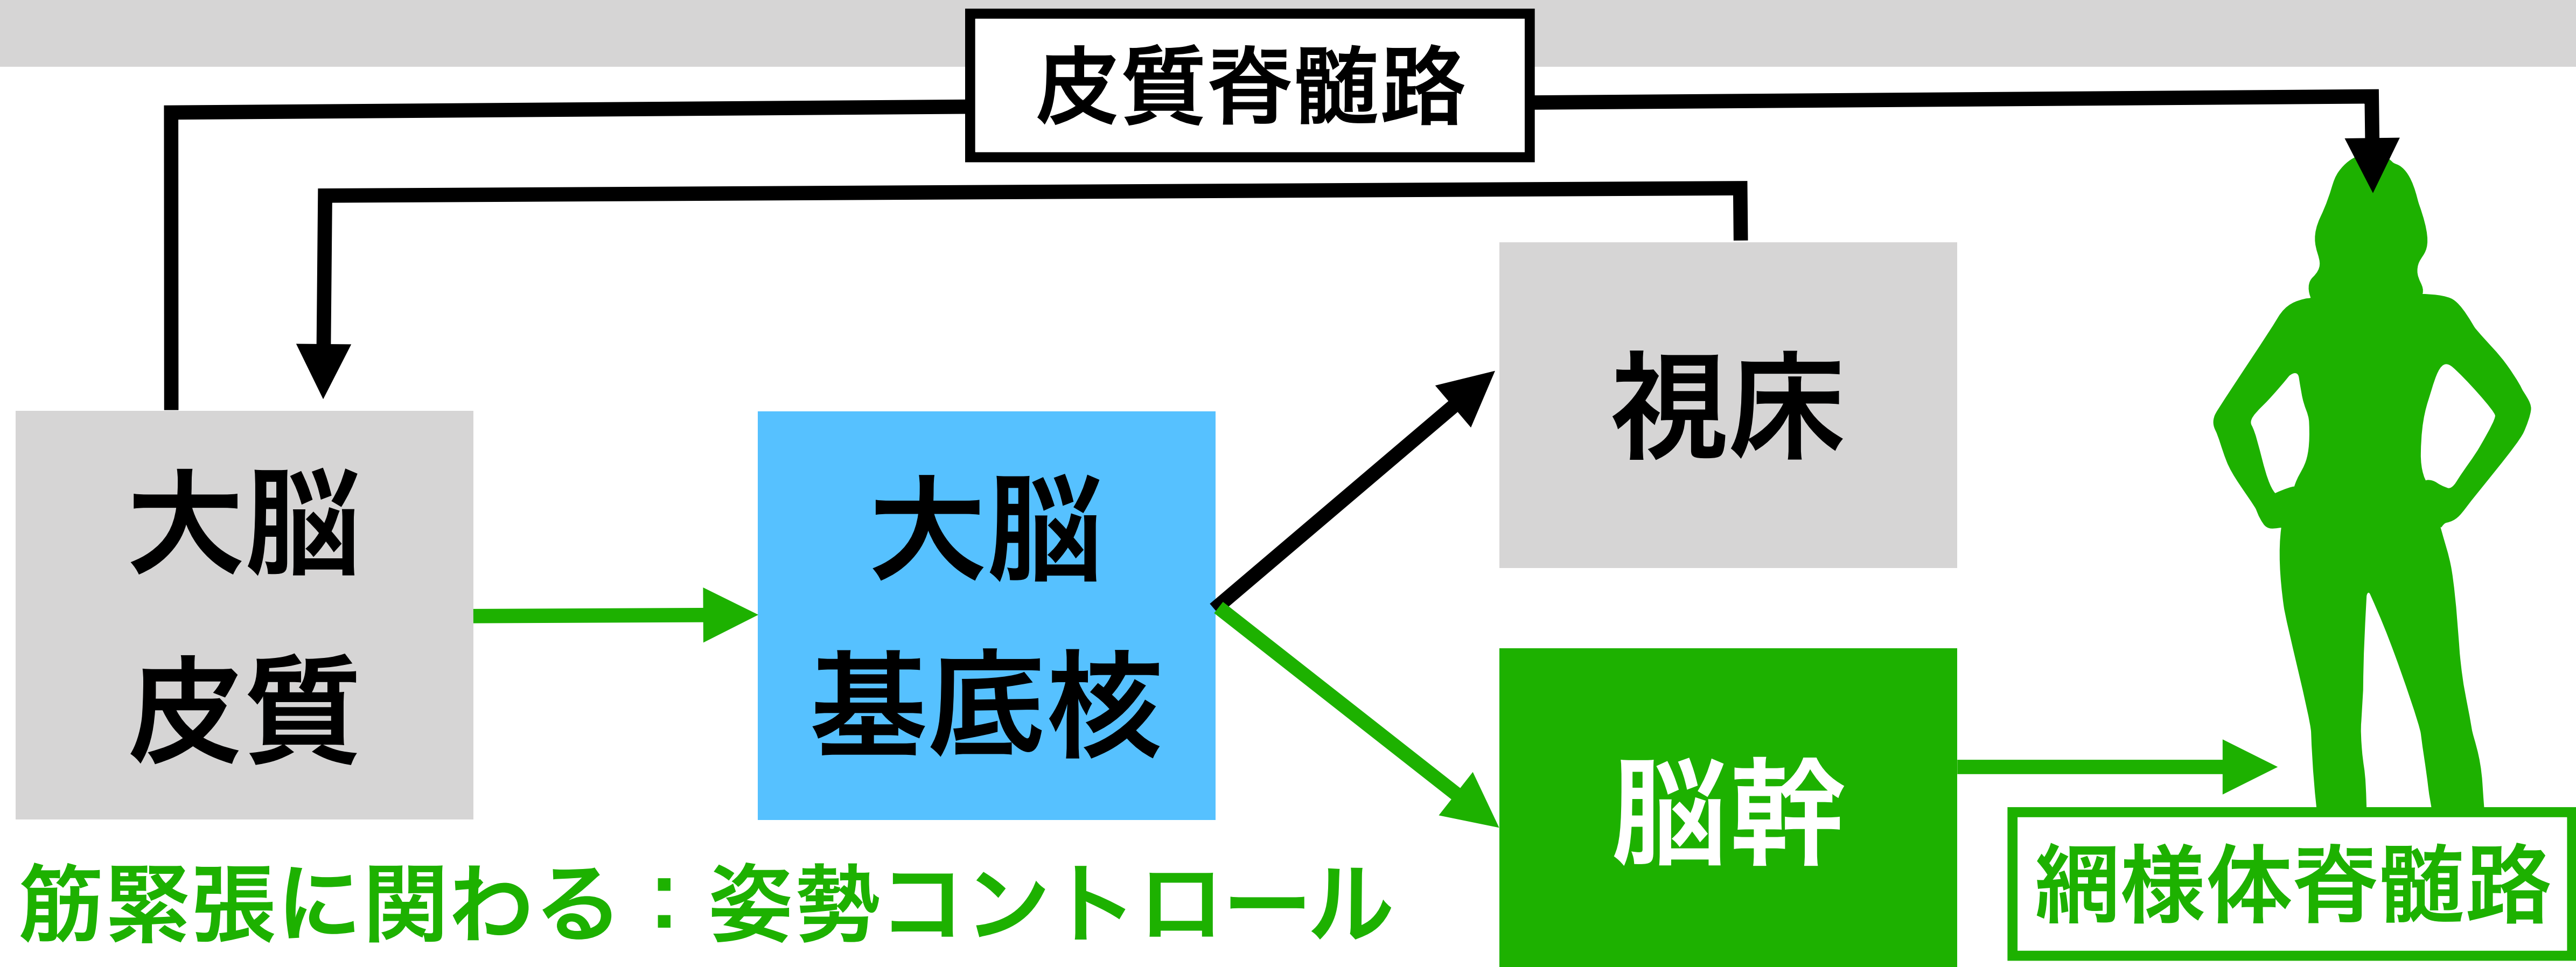 皮質脊髄路
視床
大脳
皮質
大脳
基底核
脳幹
筋緊張に関わる：姿勢コントロール
網様体脊髄路